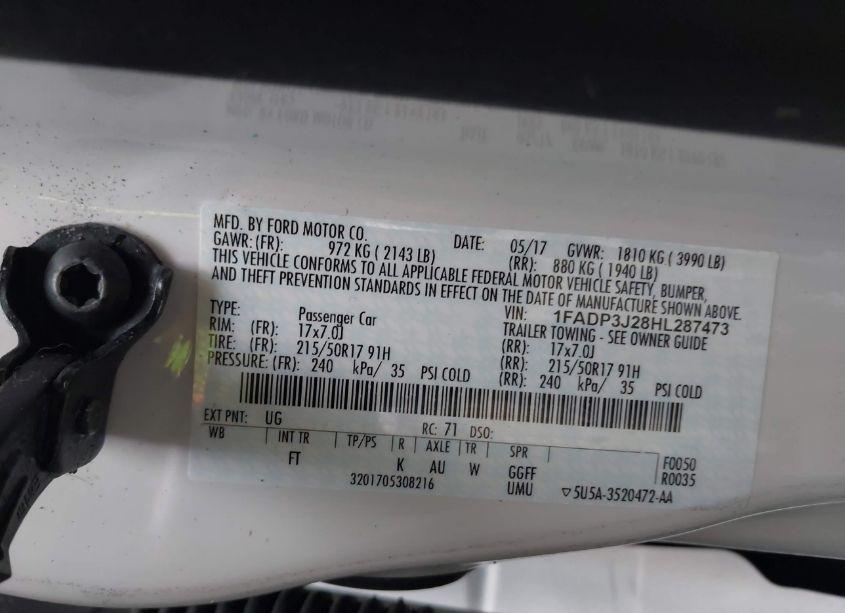 MFD. BY FORD MOTOR CO. DATE: 05/17 GVWR: 1810 KG ( 3990 LB)
GAWR: (FR): 972 KG ( 2143 LB) (RR): 880 KG ( 1940 LB)
THIS VEHICLE CONFORMS TO ALL APPLICABLE FEDERAL MOTOR VEHICLE SAFETY, BUMPER,
AND THEFT PREVENTION STANDARDS IN EFFECT ON THE DATE OF MANUFACTURE SHOWN ABOVE.
VIN: 1FADP3J28HL287473
TYPE: Passenger Car TRAILER TOWING - SEE OWNER GUIDE
RIM: (FR): 17x7.0J (RR): 17x7.0J
TIRE: (FR): 215/50R17 91H (RR): 215/50R17 91H
PRESSURE: (FR): 240 kPa/ 35 PSI COLD (RR): 240 kPa/ 35 PSI COLD
EXT PNT: UG RC: 71 DSO:
WB INT TR TP/PS R AXLE TR SPR F0050
FT K AU W GGFF R0035
UMU
3201705308216 ▽5U5A-3520472-AA